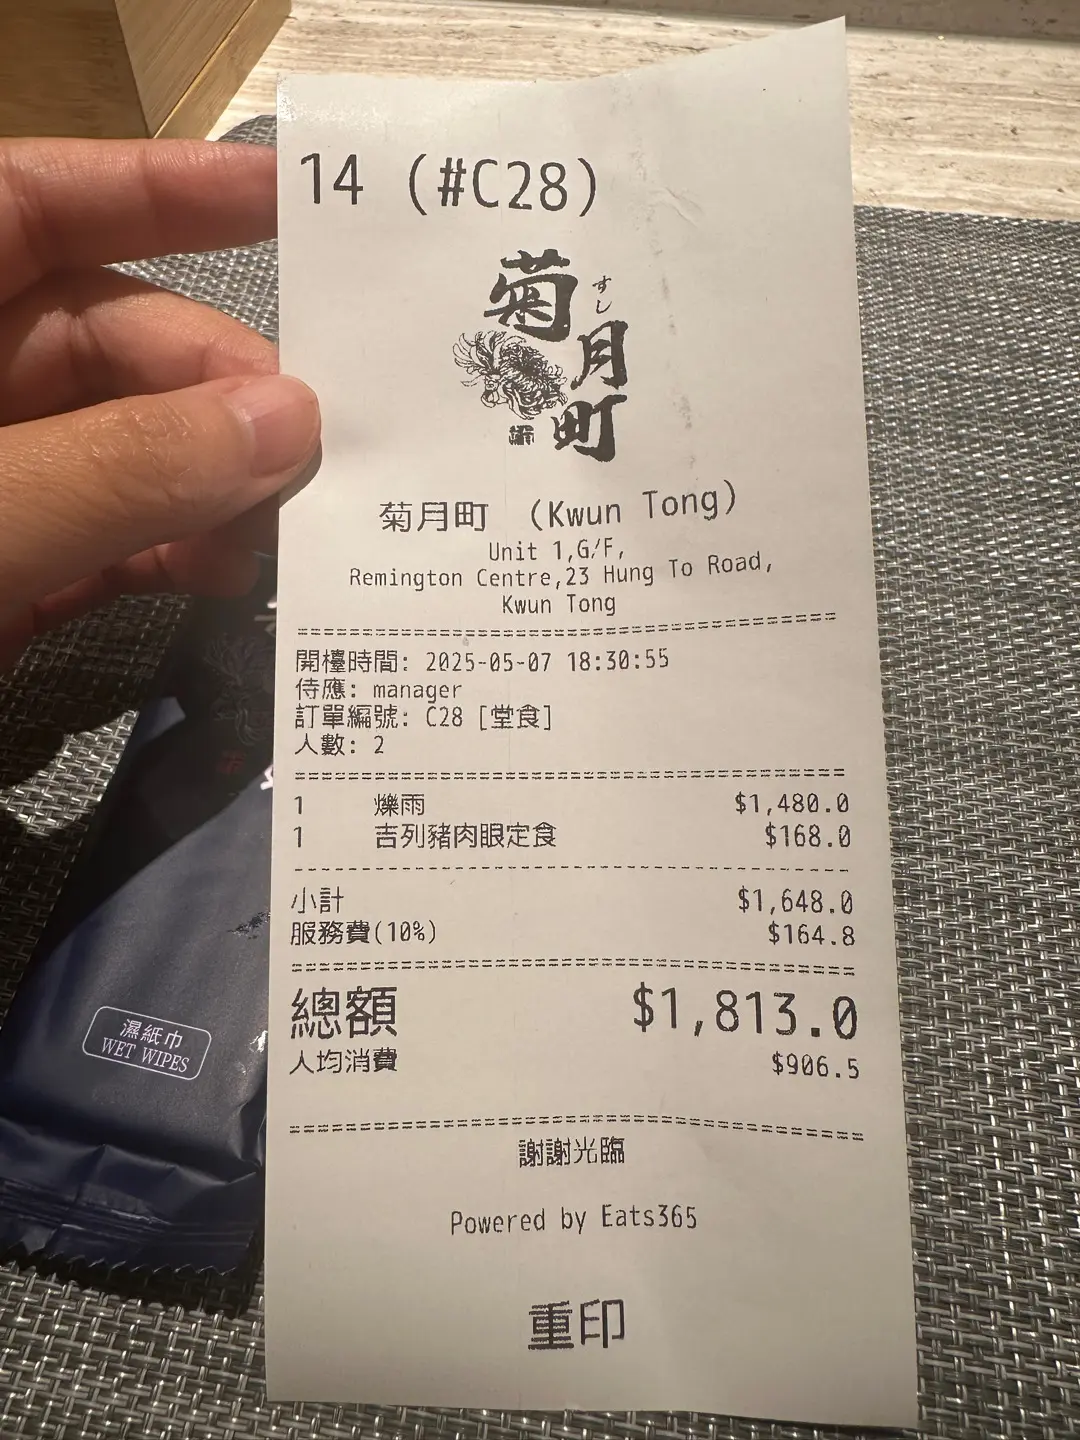 14 (#C28)
菊月町
すし
菊月町 (Kwun Tong)
Unit 1,G/F,
Remington Centre,23 Hung To Road,
Kwun Tong
開檯時間: 2025-05-07 18:30:55
侍應: manager
訂單編號: C28 [堂食]
人數: 2
1 爍雨 $1,480.0
1 吉列豬肉眼定食 $168.0
小計 $1,648.0
服務費(10%) $164.8
總額 $1,813.0
人均消費 $906.5
謝謝光臨
Powered by Eats365
重印
濕紙巾
WET WIPES